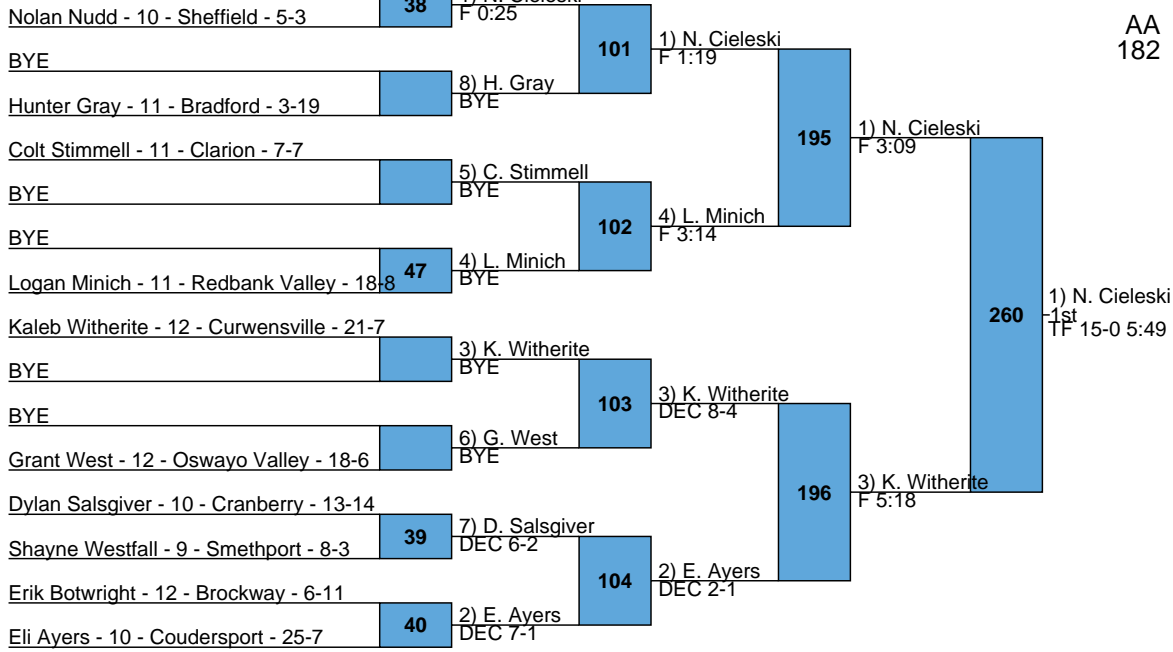 38
F 0:25
Nolan Nudd - 10 - Sheffield - 5-3
AA
182
101
1) N. Cieleski
F 1:19
BYE
8) H. Gray
BYE
Hunter Gray - 11 - Bradford - 3-19
195
1) N. Cieleski
F 3:09
Colt Stimmell - 11 - Clarion - 7-7
5) C. Stimmell
BYE
BYE
102
4) L. Minich
F 3:14
BYE
47
4) L. Minich
BYE
Logan Minich - 11 - Redbank Valley - 18-8
260
1) N. Cieleski
1st
TF 15-0 5:49
Kaleb Witherite - 12 - Curwensville - 21-7
3) K. Witherite
BYE
BYE
103
3) K. Witherite
DEC 8-4
BYE
6) G. West
BYE
Grant West - 12 - Oswayo Valley - 18-6
196
3) K. Witherite
F 5:18
Dylan Salsgiver - 10 - Cranberry - 13-14
39
7) D. Salsgiver
DEC 6-2
Shayne Westfall - 9 - Smethport - 8-3
104
2) E. Ayers
DEC 2-1
Erik Botwright - 12 - Brockway - 6-11
40
2) E. Ayers
DEC 7-1
Eli Ayers - 10 - Coudersport - 25-7